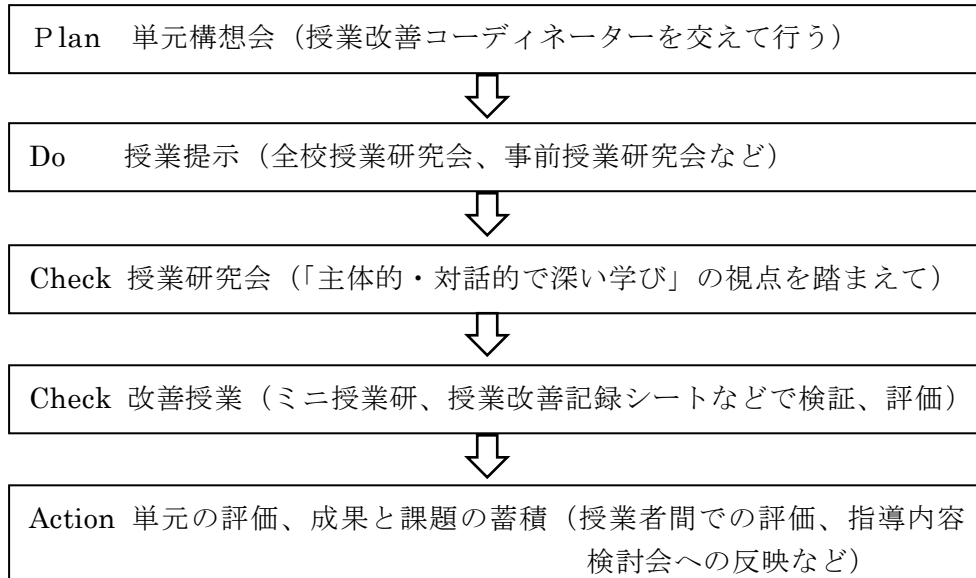 Ｐlan　単元構想会（授業改善コーディネーターを交えて行う）
Do　　授業提示（全校授業研究会、事前授業研究会など）
Check 授業研究会（「主体的・対話的で深い学び」の視点を踏まえて）
Check 改善授業（ミニ授業研、授業改善記録シートなどで検証、評価）
Action 単元の評価、成果と課題の蓄積（授業者間での評価、指導内容
検討会への反映など）